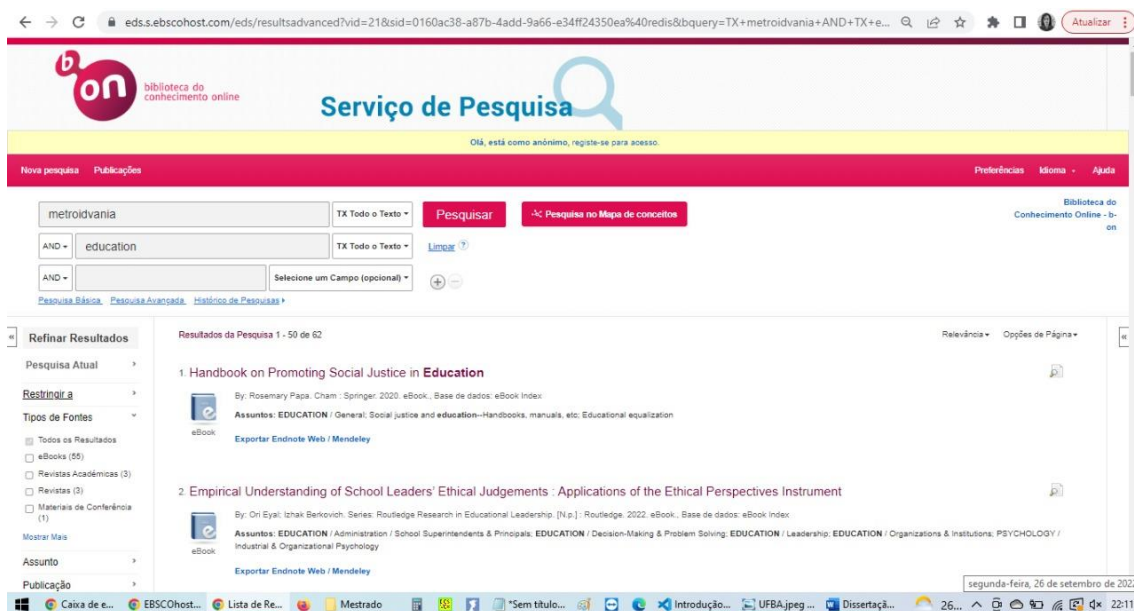 eds.s.ebscohost.com/eds/resultsadvanced?vid=21&sid=0160ac38-a87b-4add-9a66-e34ff24350ea%40redis&bquery=TX+metroidvania+AND+TX+e...
Atualizar
b
on
biblioteca do
conhecimento online
Serviço de Pesquisa
Olá, está como anónimo, registe-se para acesso.
Nova pesquisa Publicações Preferências Idioma Ajuda
metroidvania TX Todo o Texto Pesquisar Pesquisa no Mapa de conceitos
Biblioteca do
Conhecimento Online - b-
on
AND education TX Todo o Texto Limpar ?
AND Selecione um Campo (opcional)
Pesquisa Básica Pesquisa Avançada Histórico de Pesquisas
Refinar Resultados
Resultados da Pesquisa 1 - 50 de 62
Relevância Opções de Página
Pesquisa Atual
Restringir a
Tipos de Fontes
Todos os Resultados
eBooks (55)
Revistas Académicas (3)
Revistas (3)
Materiais de Conferência
(1)
Mostrar Mais
Assunto
Publicação
1. Handbook on Promoting Social Justice in Education
By: Rosemary Papa. Cham : Springer. 2020. eBook., Base de dados: eBook Index
Assuntos: EDUCATION / General; Social justice and education--Handbooks, manuals, etc; Educational equalization
eBook
Exportar Endnote Web / Mendeley
2. Empirical Understanding of School Leaders' Ethical Judgements : Applications of the Ethical Perspectives Instrument
By: Ori Eyal; Izhak Berkovich. Series: Routledge Research in Educational Leadership. [N.p.] : Routledge. 2022. eBook., Base de dados: eBook Index
Assuntos: EDUCATION / Administration / School Superintendents & Principals; EDUCATION / Decision-Making & Problem Solving; EDUCATION / Leadership; EDUCATION / Organizations & Institutions; PSYCHOLOGY /
Industrial & Organizational Psychology
eBook
Exportar Endnote Web / Mendeley
segunda-feira, 26 de setembro de 202
Caixa de e... EBSCOhost... Lista de Re... Mestrado *Sem título... Introdução... UFBA.jpeg ... Dissertaçã... 26... 22:11